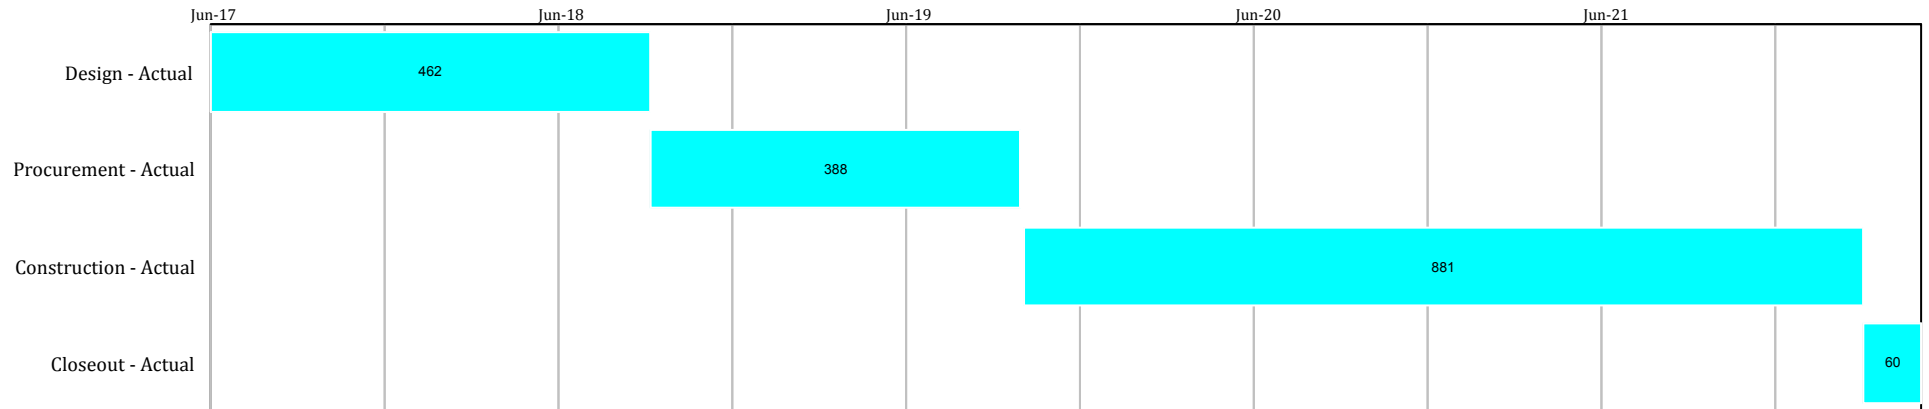 Jun-17 Jun-18 Jun-19 Jun-20 Jun-21
Design - Actual 462
Procurement - Actual 388
Construction - Actual 881
Closeout - Actual 60